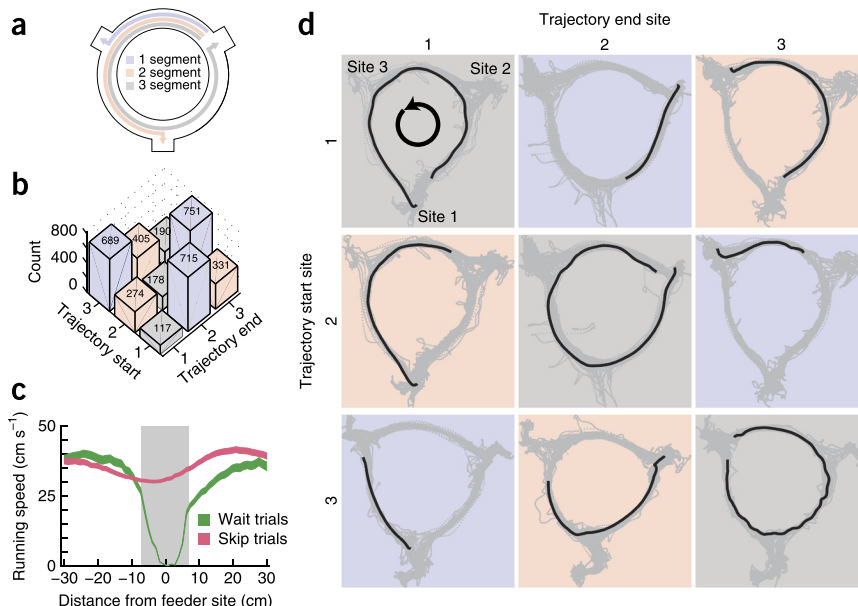 a
1 segment
2 segment
3 segment
b
Count
800
400
0
689
405
190
751
274
178
715
331
117
3
2
1
1
2
3
Trajectory start
Trajectory end
c
Running speed (cm s⁻¹)
50
25
0
Wait trials
Skip trials
−30 −20 −10 0 10 20 30
Distance from feeder site (cm)
d
Trajectory end site
1 2 3
Trajectory start site
1
2
3
Site 3
Site 2
Site 1